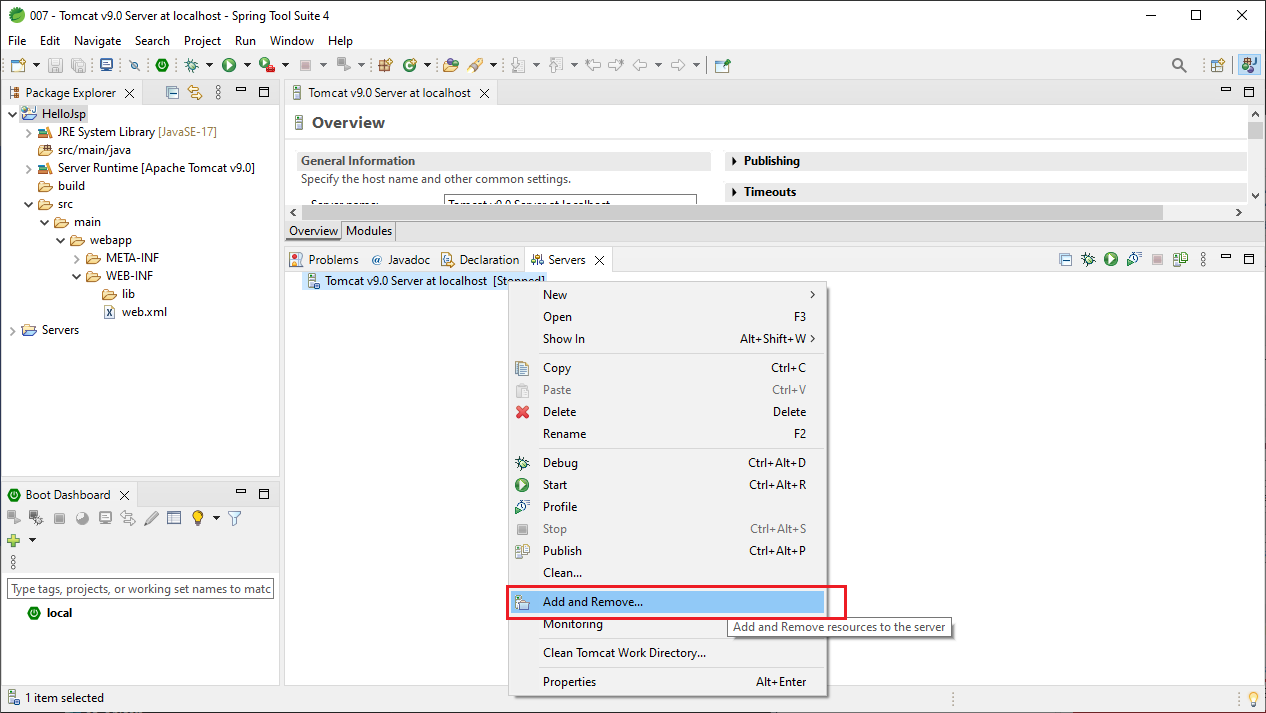 007 - Tomcat v9.0 Server at localhost - Spring Tool Suite 4
File Edit Navigate Search Project Run Window Help
Package Explorer
HelloJsp
JRE System Library [JavaSE-17]
src/main/java
Server Runtime [Apache Tomcat v9.0]
build
src
main
webapp
META-INF
WEB-INF
lib
web.xml
Servers
Boot Dashboard
Type tags, projects, or working set names to matc
local
Tomcat v9.0 Server at localhost
Overview
General Information
Specify the host name and other common settings.
Server name: Tomcat v9.0 Server at localhost
Publishing
Timeouts
Overview Modules
Problems @ Javadoc Declaration Servers
Tomcat v9.0 Server at localhost [Stopped]
New
Open F3
Show In Alt+Shift+W
Copy Ctrl+C
Paste Ctrl+V
Delete Delete
Rename F2
Debug Ctrl+Alt+D
Start Ctrl+Alt+R
Profile
Stop Ctrl+Alt+S
Publish Ctrl+Alt+P
Clean...
Add and Remove...
Monitoring
Add and Remove resources to the server
Clean Tomcat Work Directory...
Properties Alt+Enter
1 item selected